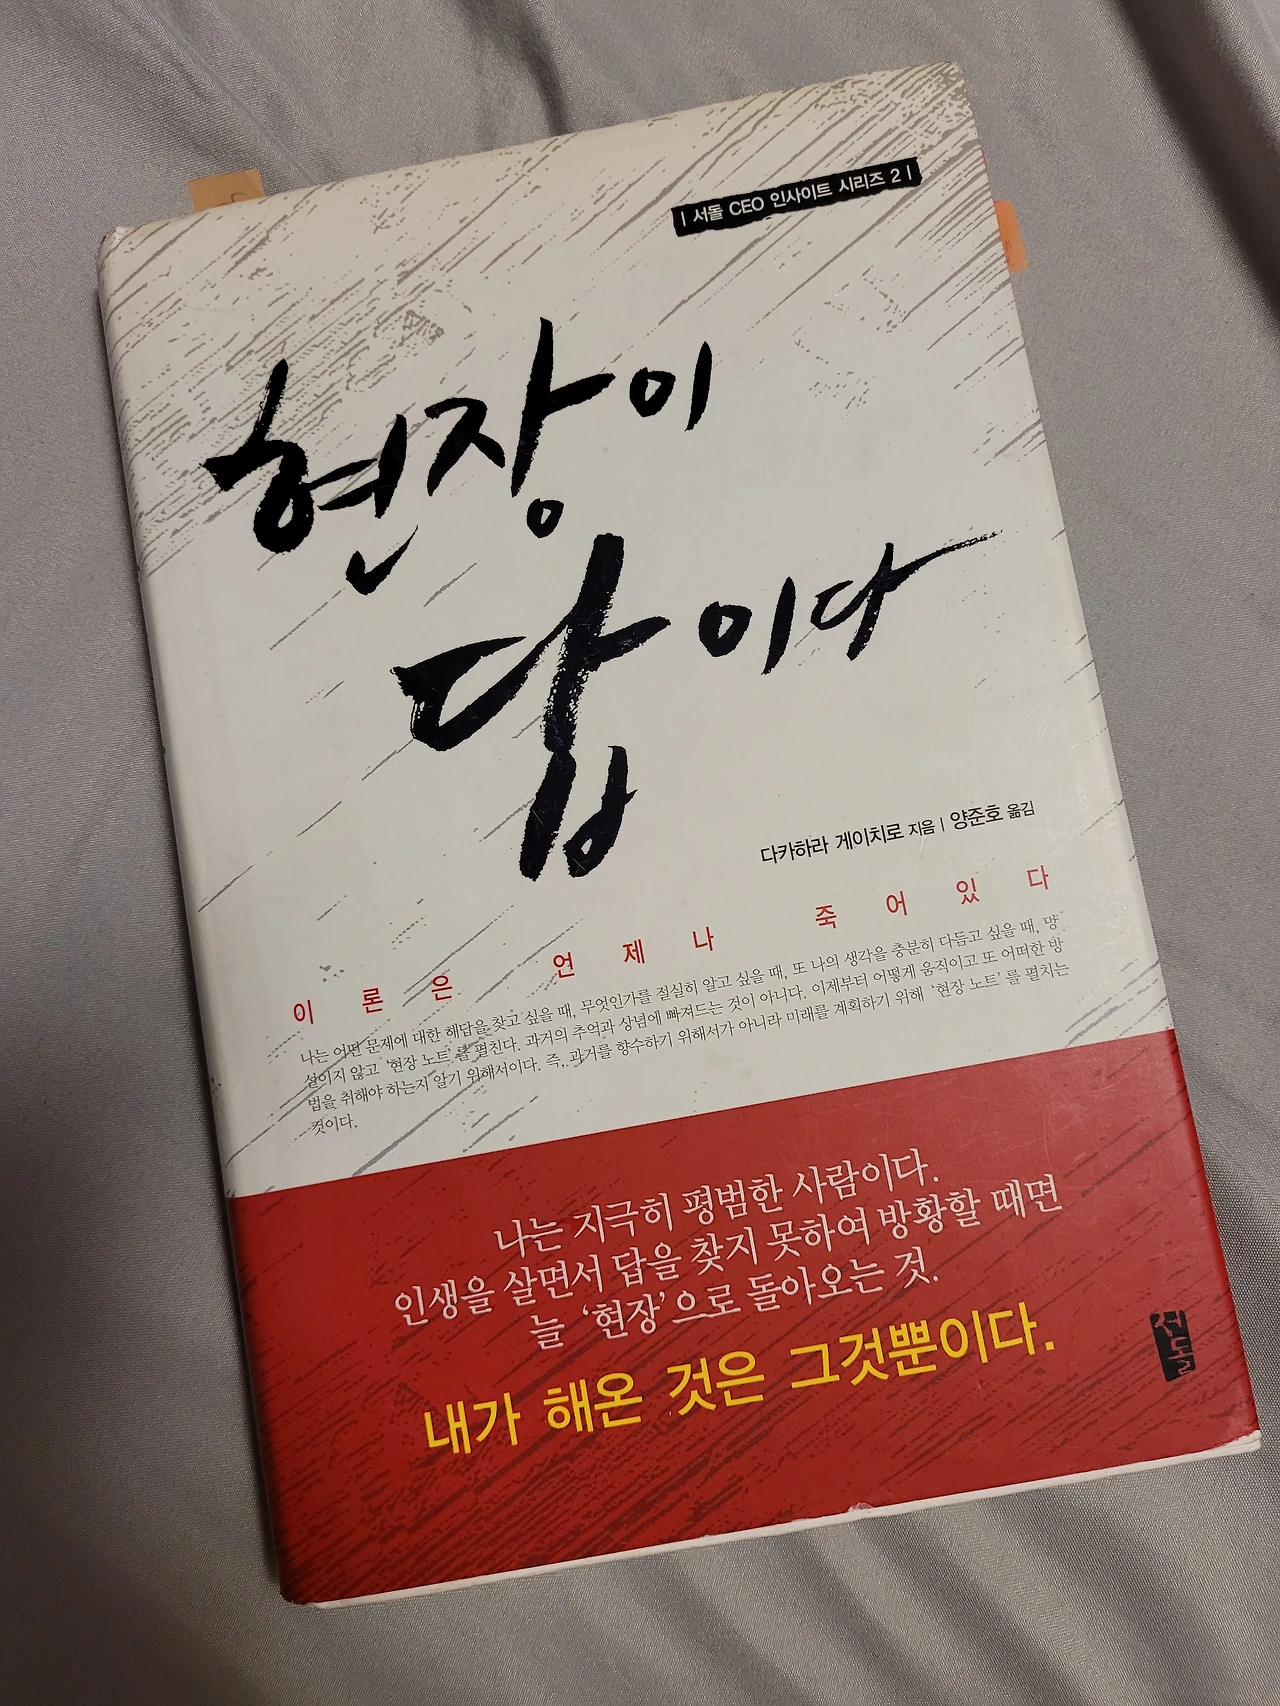 | 서돌 CEO 인사이트 시리즈 2 |
현장이
답이다
다카하라 게이치로 지음 | 양준호 옮김
이론은 언제나 죽어있다
나는 어떤 문제에 대한 해답을 찾고 싶을 때, 무엇인가를 절실히 알고 싶을 때, 또 나의 생각을 충분히 다듬고 싶을 때, 망
설이지 않고 ‘현장 노트’를 펼친다. 과거의 추억과 상념에 빠져드는 것이 아니다. 이제부터 어떻게 움직이고 또 어떠한 방
법을 취해야 하는지 알기 위해서이다. 즉, 과거를 향수하기 위해서가 아니라 미래를 계획하기 위해 ‘현장 노트’를 펼치는
것이다.
나는 지극히 평범한 사람이다.
인생을 살면서 답을 찾지 못하여 방황할 때면
늘 ‘현장’으로 돌아오는 것.
내가 해온 것은 그것뿐이다.
서돌